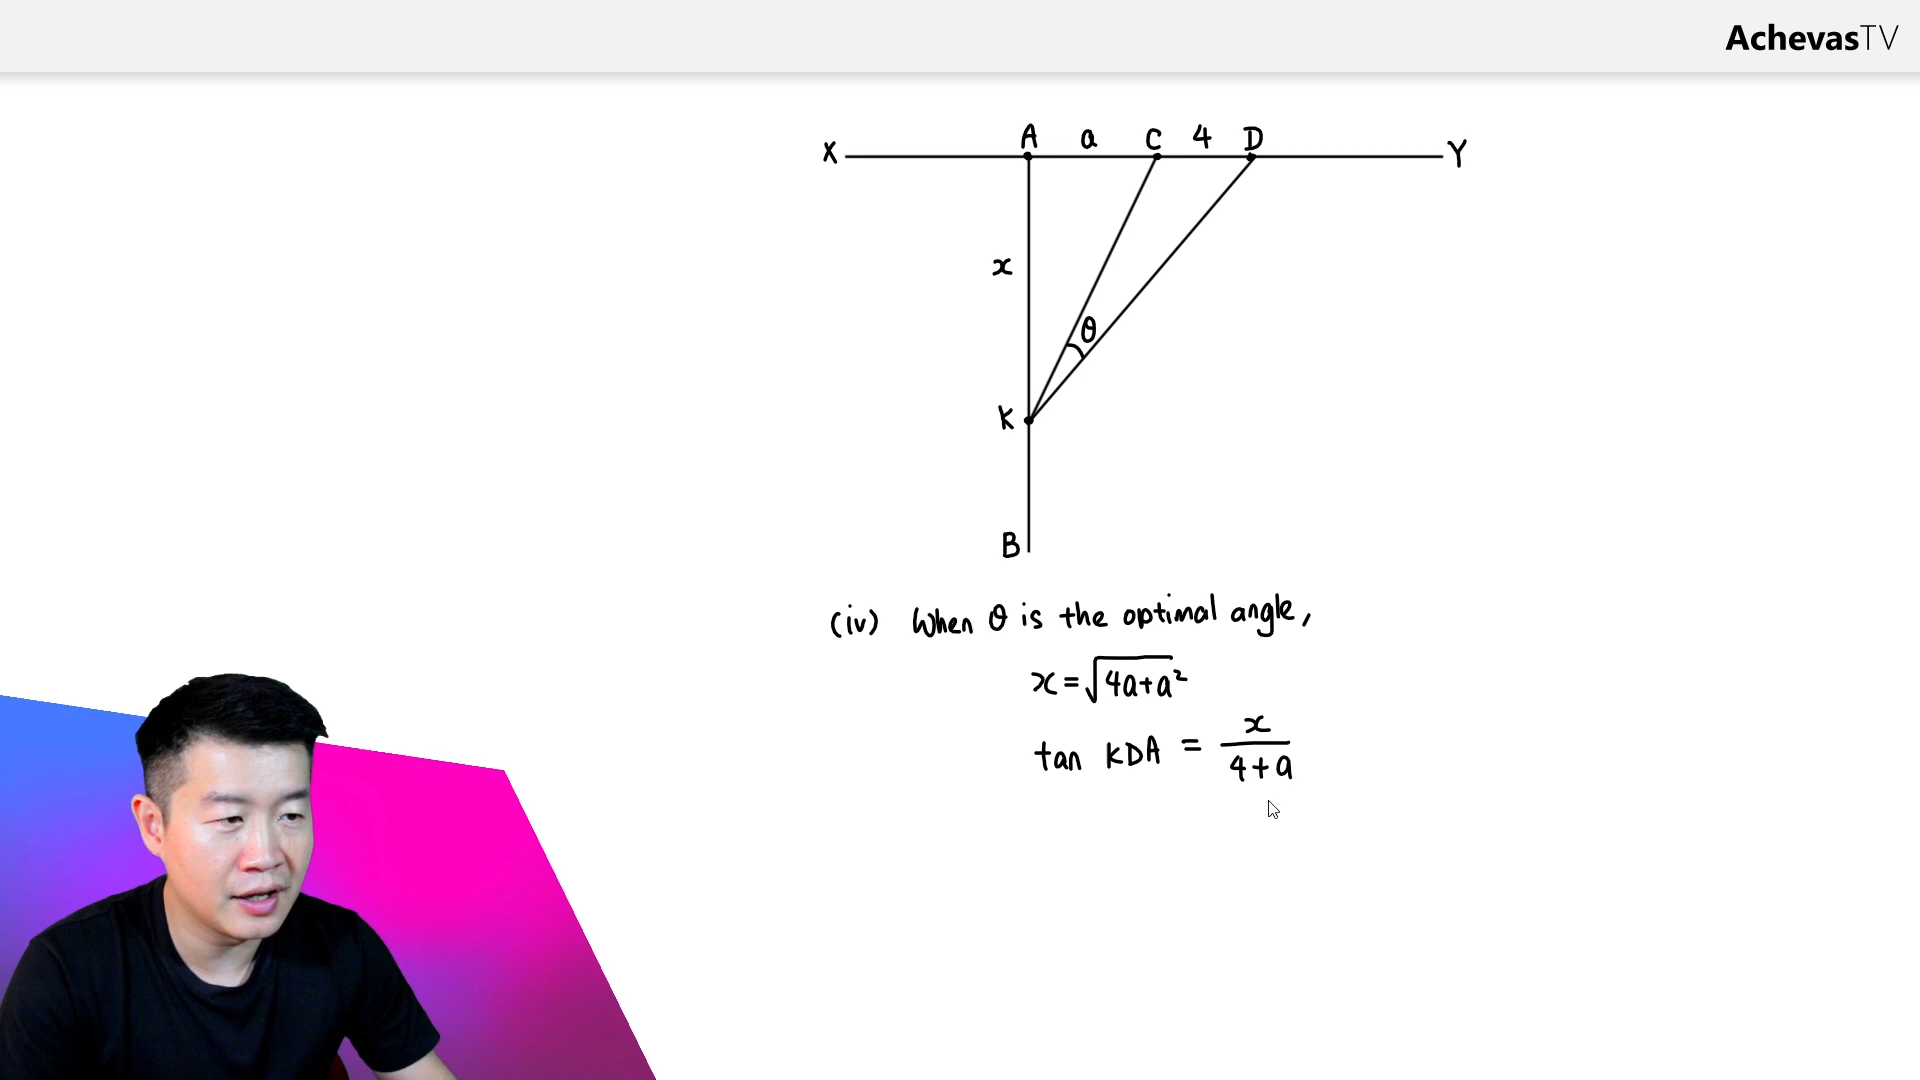 AchevasTV
X A a C 4 D Y
x
θ
K
B
(iv) When θ is the optimal angle,
x = √4a+a²
tan KDA = x / 4+a